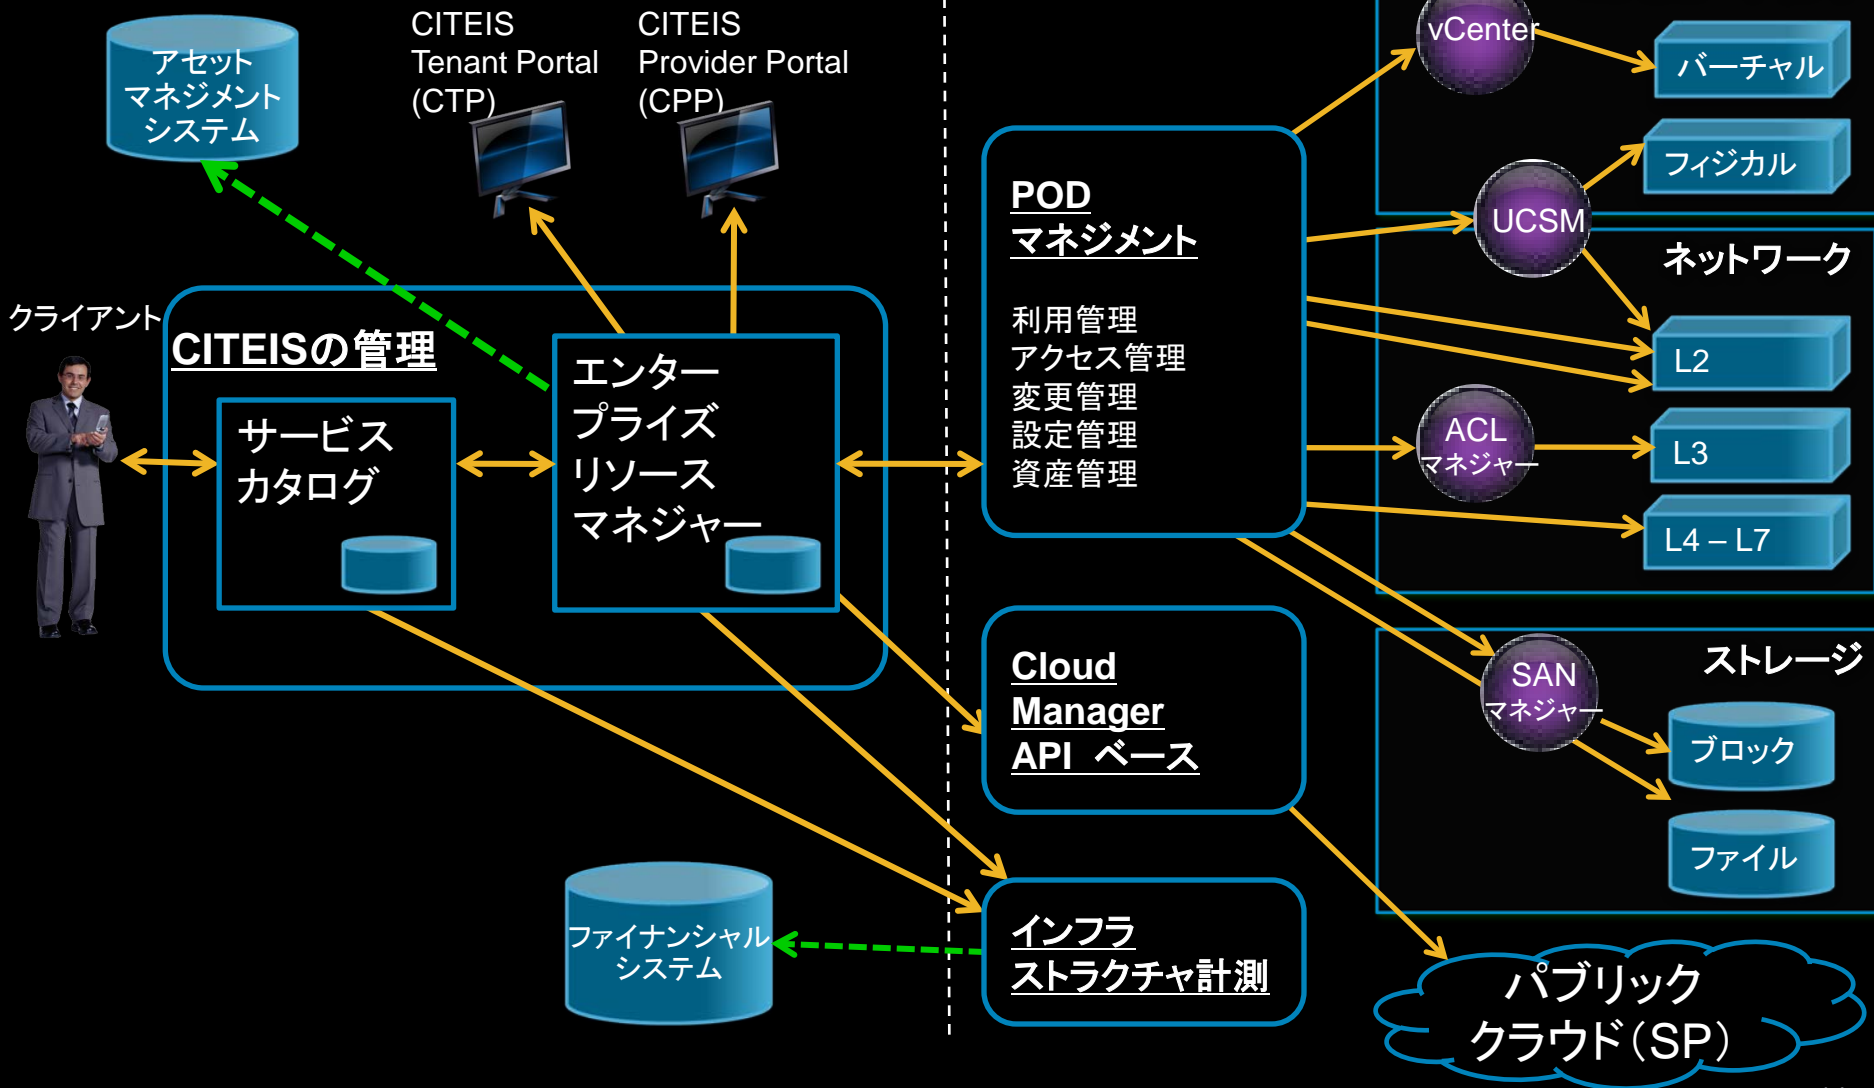 アセット
マネジメント
システム
CITEIS
Tenant Portal
(CTP)
CITEIS
Provider Portal
(CPP)
クライアント
CITEISの管理
サービス
カタログ
エンター
プライズ
リソース
マネジャー
ファイナンシャル
システム
POD
マネジメント
利用管理
アクセス管理
変更管理
設定管理
資産管理
Cloud
Manager
API ベース
インフラ
ストラクチャ計測
vCenter
バーチャル
フィジカル
UCSM
ネットワーク
L2
ACL
マネジャー
L3
L4 – L7
ストレージ
SAN
マネジャー
ブロック
ファイル
パブリック
クラウド（SP）